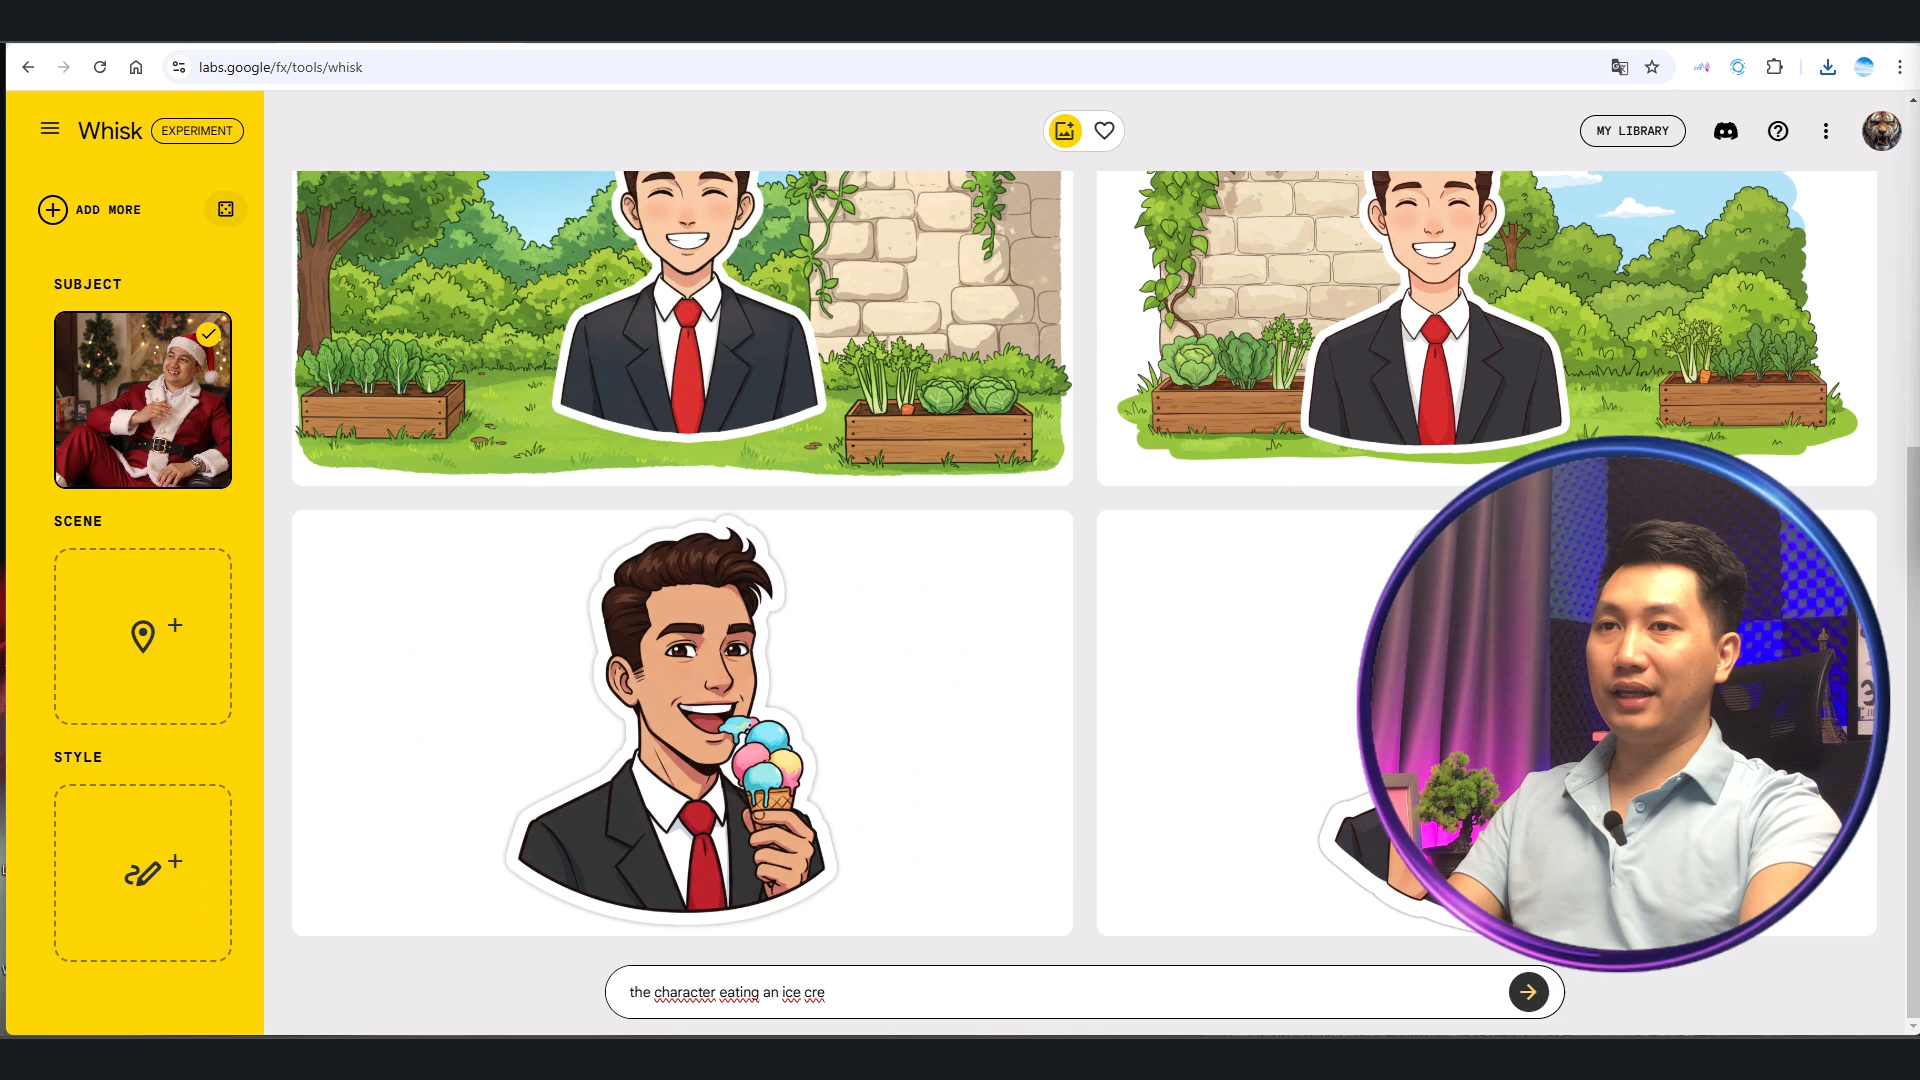 labs.google/fx/tools/whisk
Whisk EXPERIMENT
MY LIBRARY
ADD MORE
SUBJECT
SCENE
STYLE
the character eating an ice cre